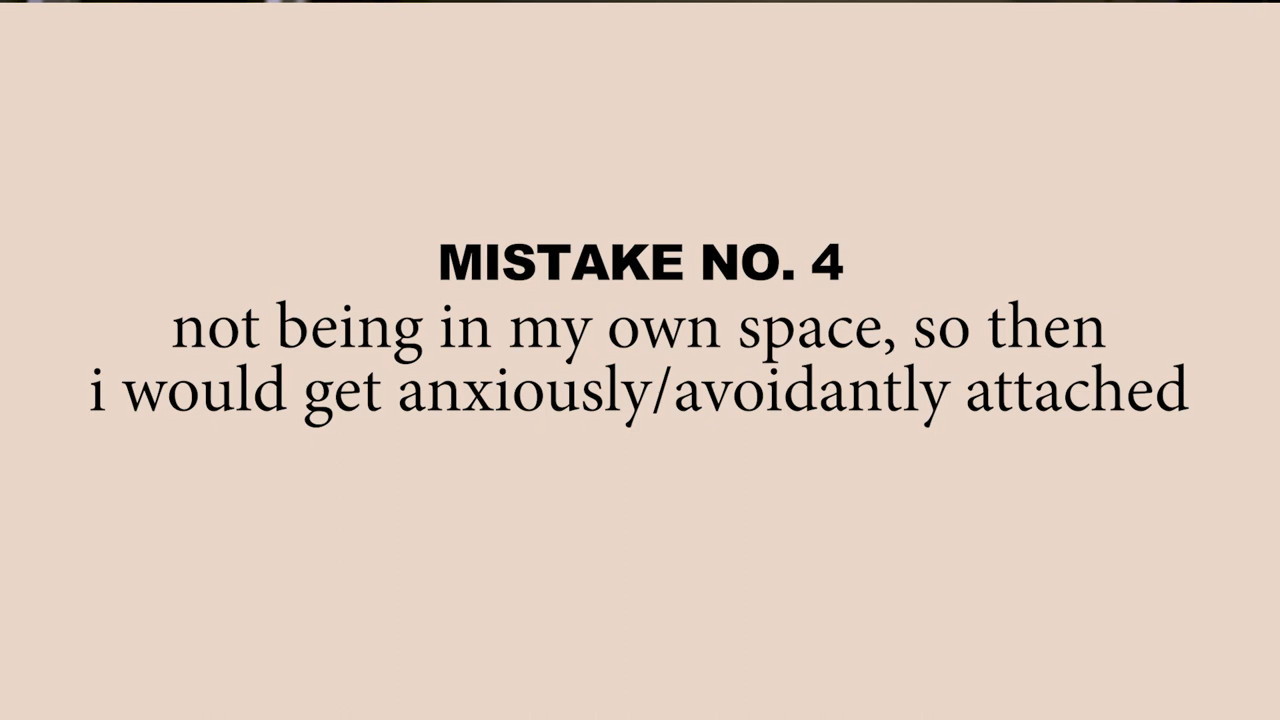 MISTAKE NO. 4
not being in my own space, so then
i would get anxiously/avoidantly attached